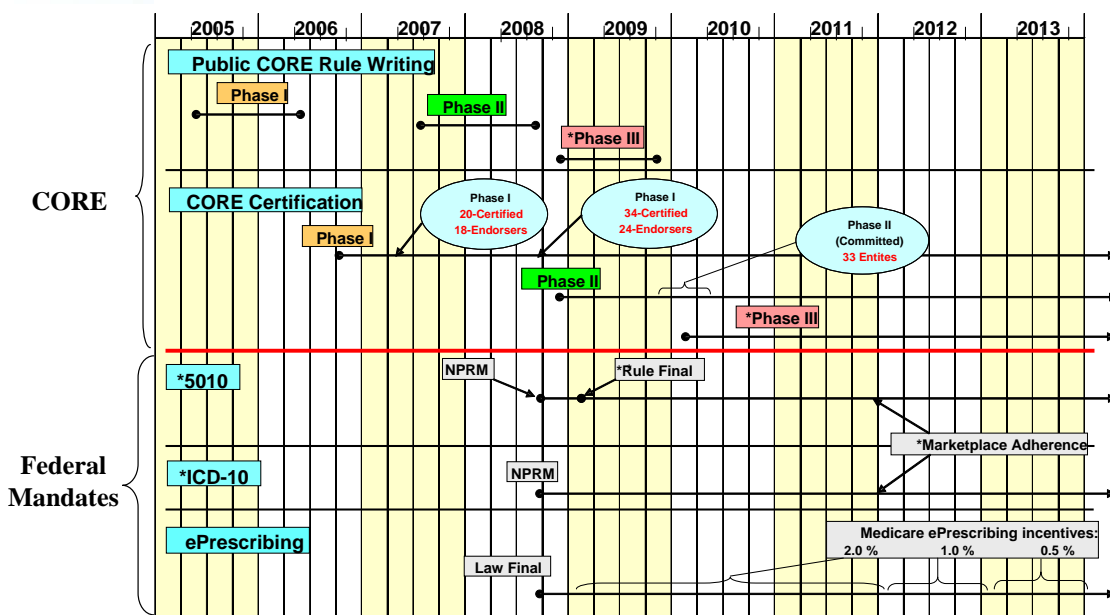 2005 2006 2007 2008 2009 2010 2011 2012 2013
Public CORE Rule Writing
Phase I
Phase II
*Phase III
CORE
CORE Certification
Phase I
20-Certified
18-Endorsers
Phase I
34-Certified
24-Endorsers
Phase II
(Committed)
33 Entites
Phase I
Phase II
*Phase III
Federal
Mandates
*5010
NPRM
*Rule Final
*Marketplace Adherence
*ICD-10
NPRM
ePrescribing
Medicare ePrescribing incentives:
2.0 % 1.0 % 0.5 %
Law Final